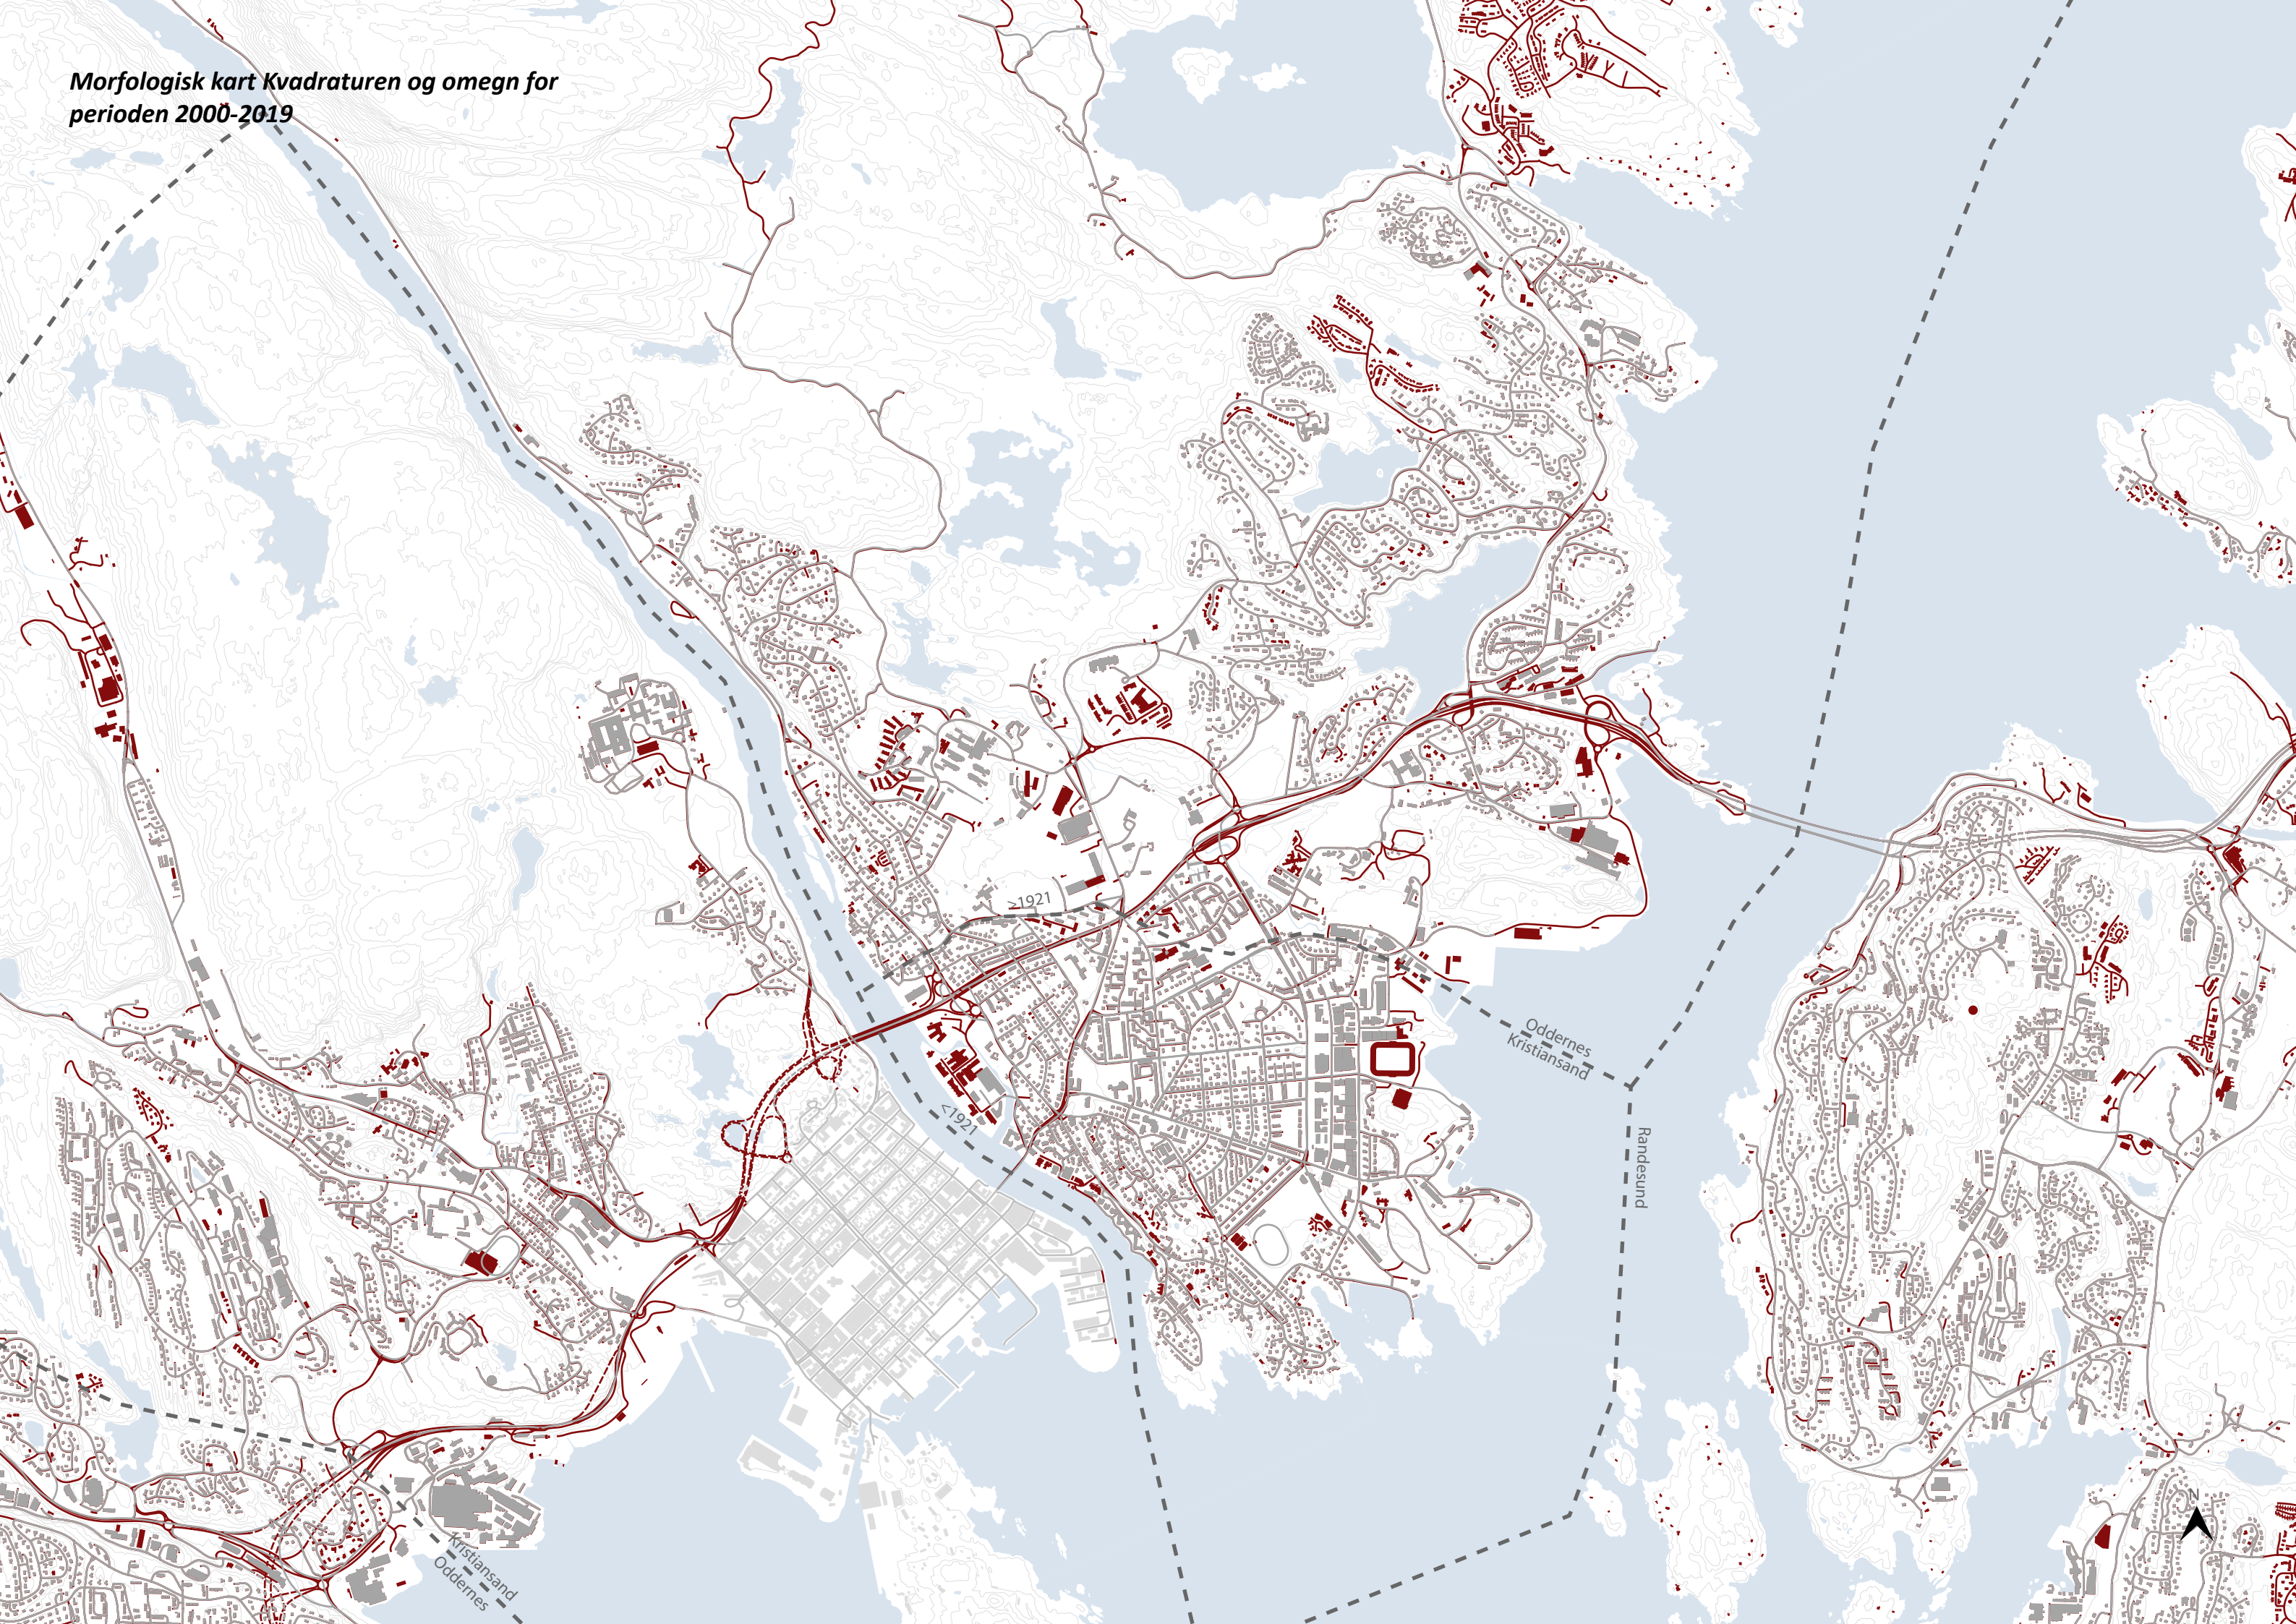 Morfologisk kart Kvadraturen og omegn for
perioden 2000-2019
>1921
Oddernes
Kristiansand
<1921
Randesund
N
Kristiansand
Oddernes